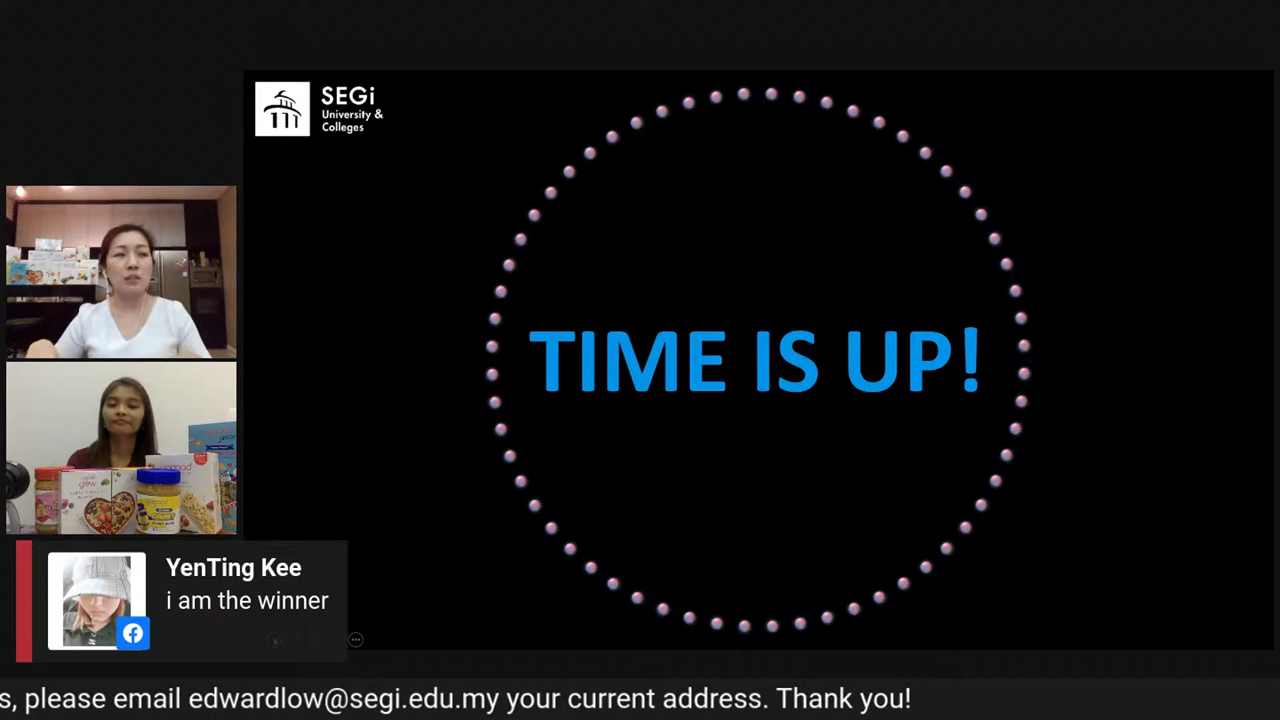 SEGi
University &
Colleges
TIME IS UP!
YenTing Kee
i am the winner
s, please email edwardlow@segi.edu.my your current address. Thank you!